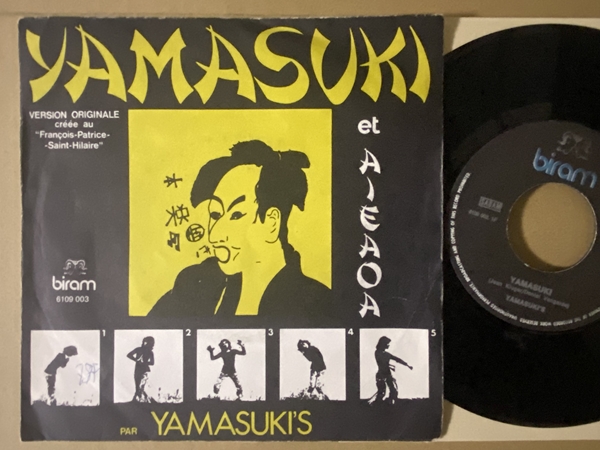 YAMASUKI
VERSION ORIGINALE
créée au
"François-Patrice-
-Saint-Hilaire"
et
AIEAOA
biram
6109 003
1
2
3
4
5
PAR YAMASUKI'S
biram
YAMASUKI
YAMASUKI'S